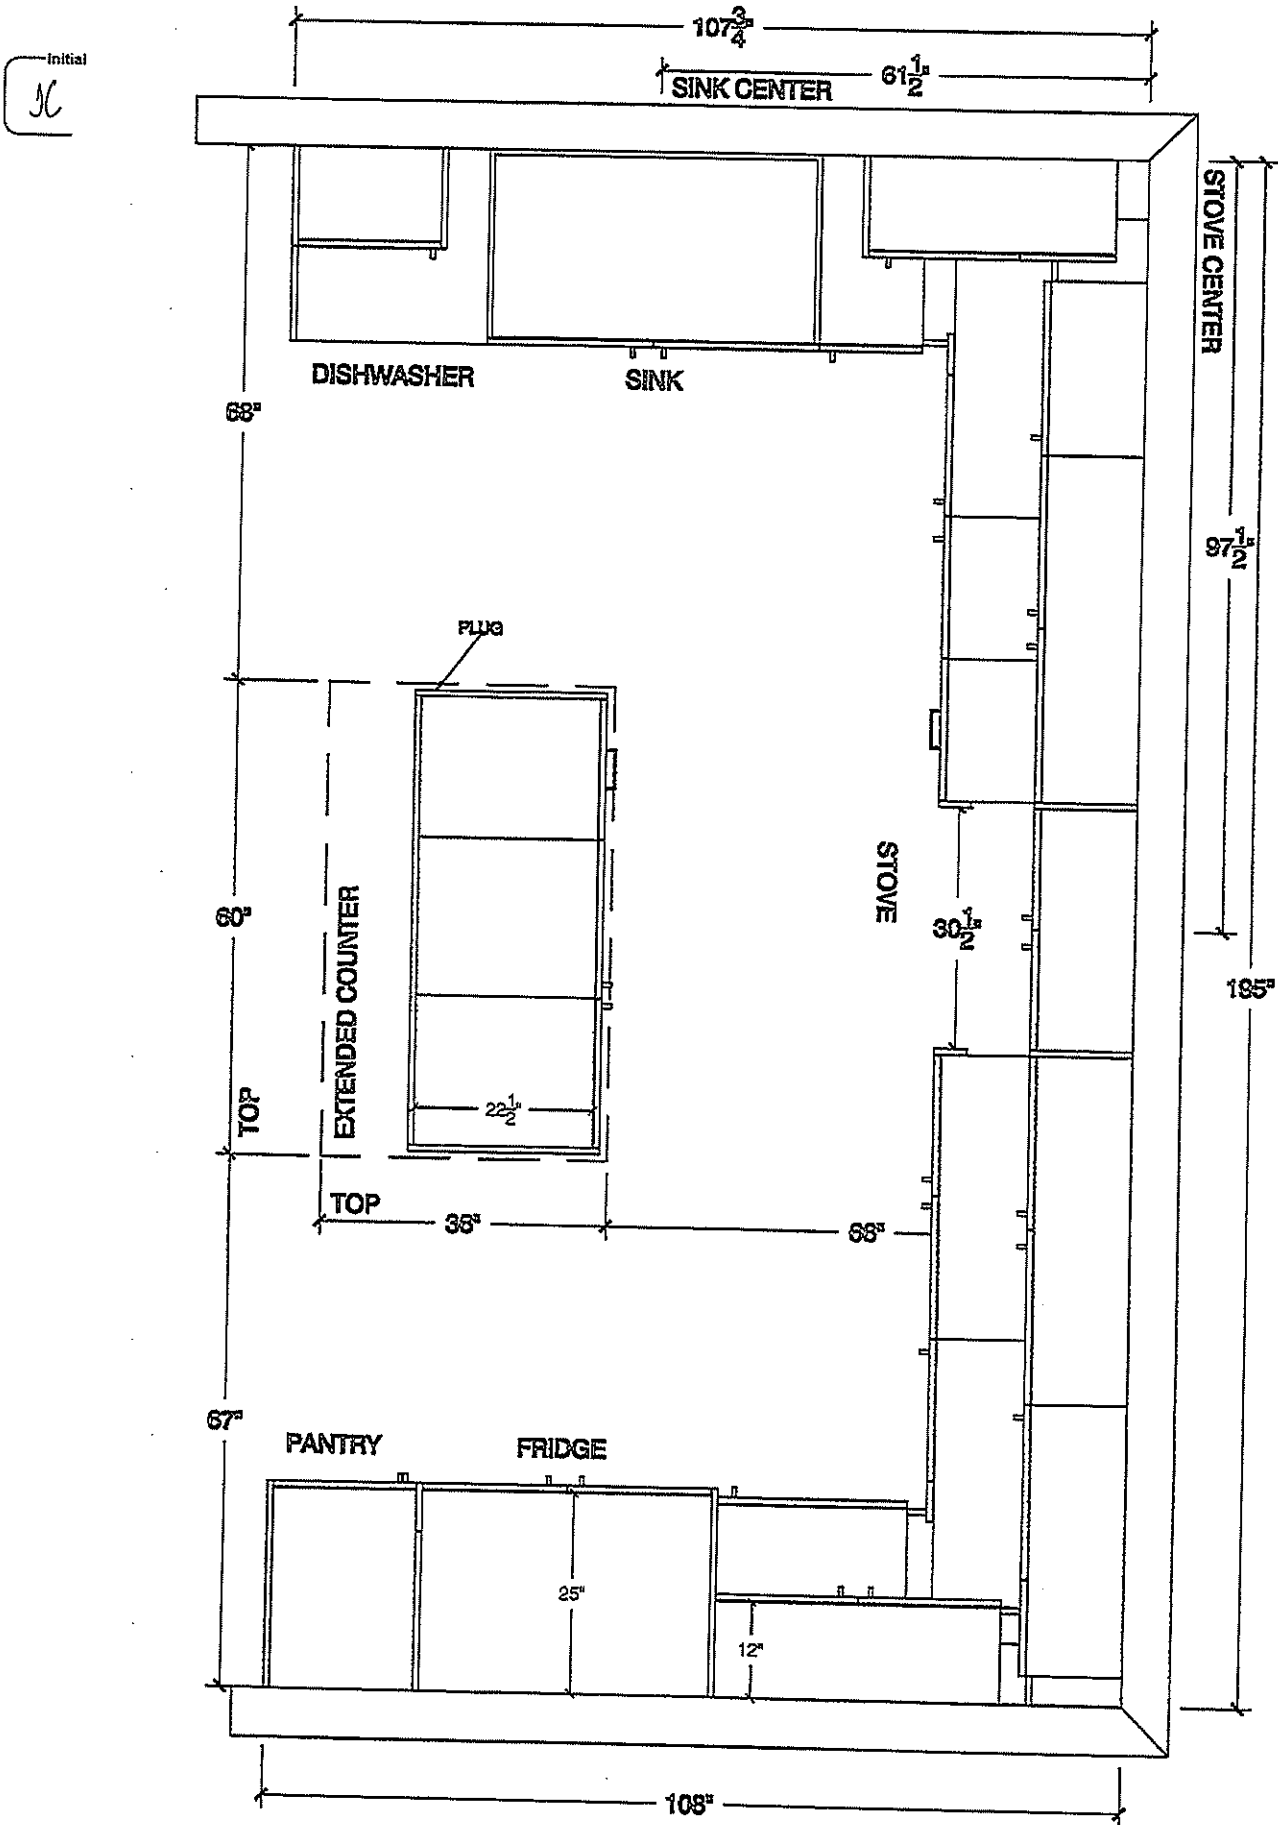 Initial
JC
107 3/4"
61 1/2"
SINK CENTER
STOVE CENTER
DISHWASHER
SINK
68"
97 1/2"
PLUG
STOVE
30 1/2"
60"
EXTENDED COUNTER
195"
22 1/2"
TOP
TOP
36"
68"
67"
PANTRY
FRIDGE
25"
12"
108"